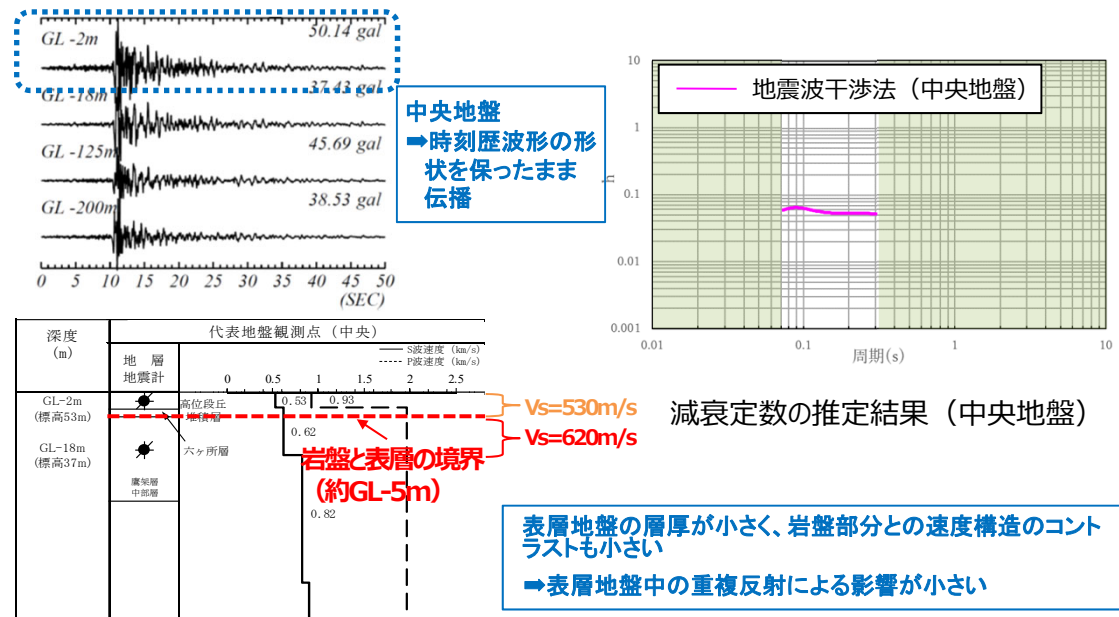 GL -2m
50.14 gal
37.43 gal
GL -18m
45.69 gal
GL -125m
38.53 gal
GL -200m
0 5 10 15 20 25 30 35 40 45 50
(SEC)
中央地盤
➡時刻歴波形の形
状を保ったまま
伝播
10
1
0.1
0.01
0.001
h
地震波干渉法（中央地盤）
0.01 0.1 1 10
周期(s)
減衰定数の推定結果（中央地盤）
深度
(m)
代表地盤観測点（中央）
地 層
地震計
S波速度 (km/s)
P波速度 (km/s)
0 0.5 1 1.5 2 2.5
GL-2m
(標高53m)
高位段丘
堆積層
0.53 0.93
Vs=530m/s
六ヶ所層
0.62
Vs=620m/s
GL-18m
(標高37m)
岩盤と表層の境界
（約GL-5m）
鷹架層
中部層
0.82
表層地盤の層厚が小さく、岩盤部分との速度構造のコント
ラストも小さい
➡表層地盤中の重複反射による影響が小さい